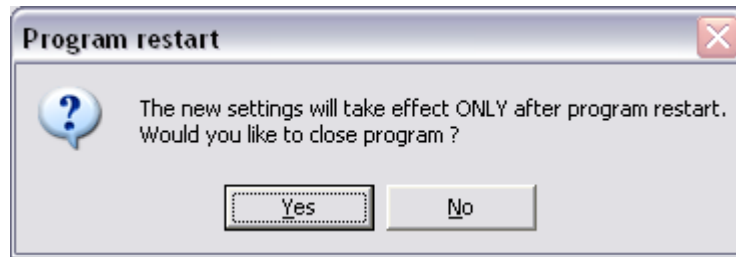 Program restart
The new settings will take effect ONLY after program restart.
Would you like to close program ?
Yes
No